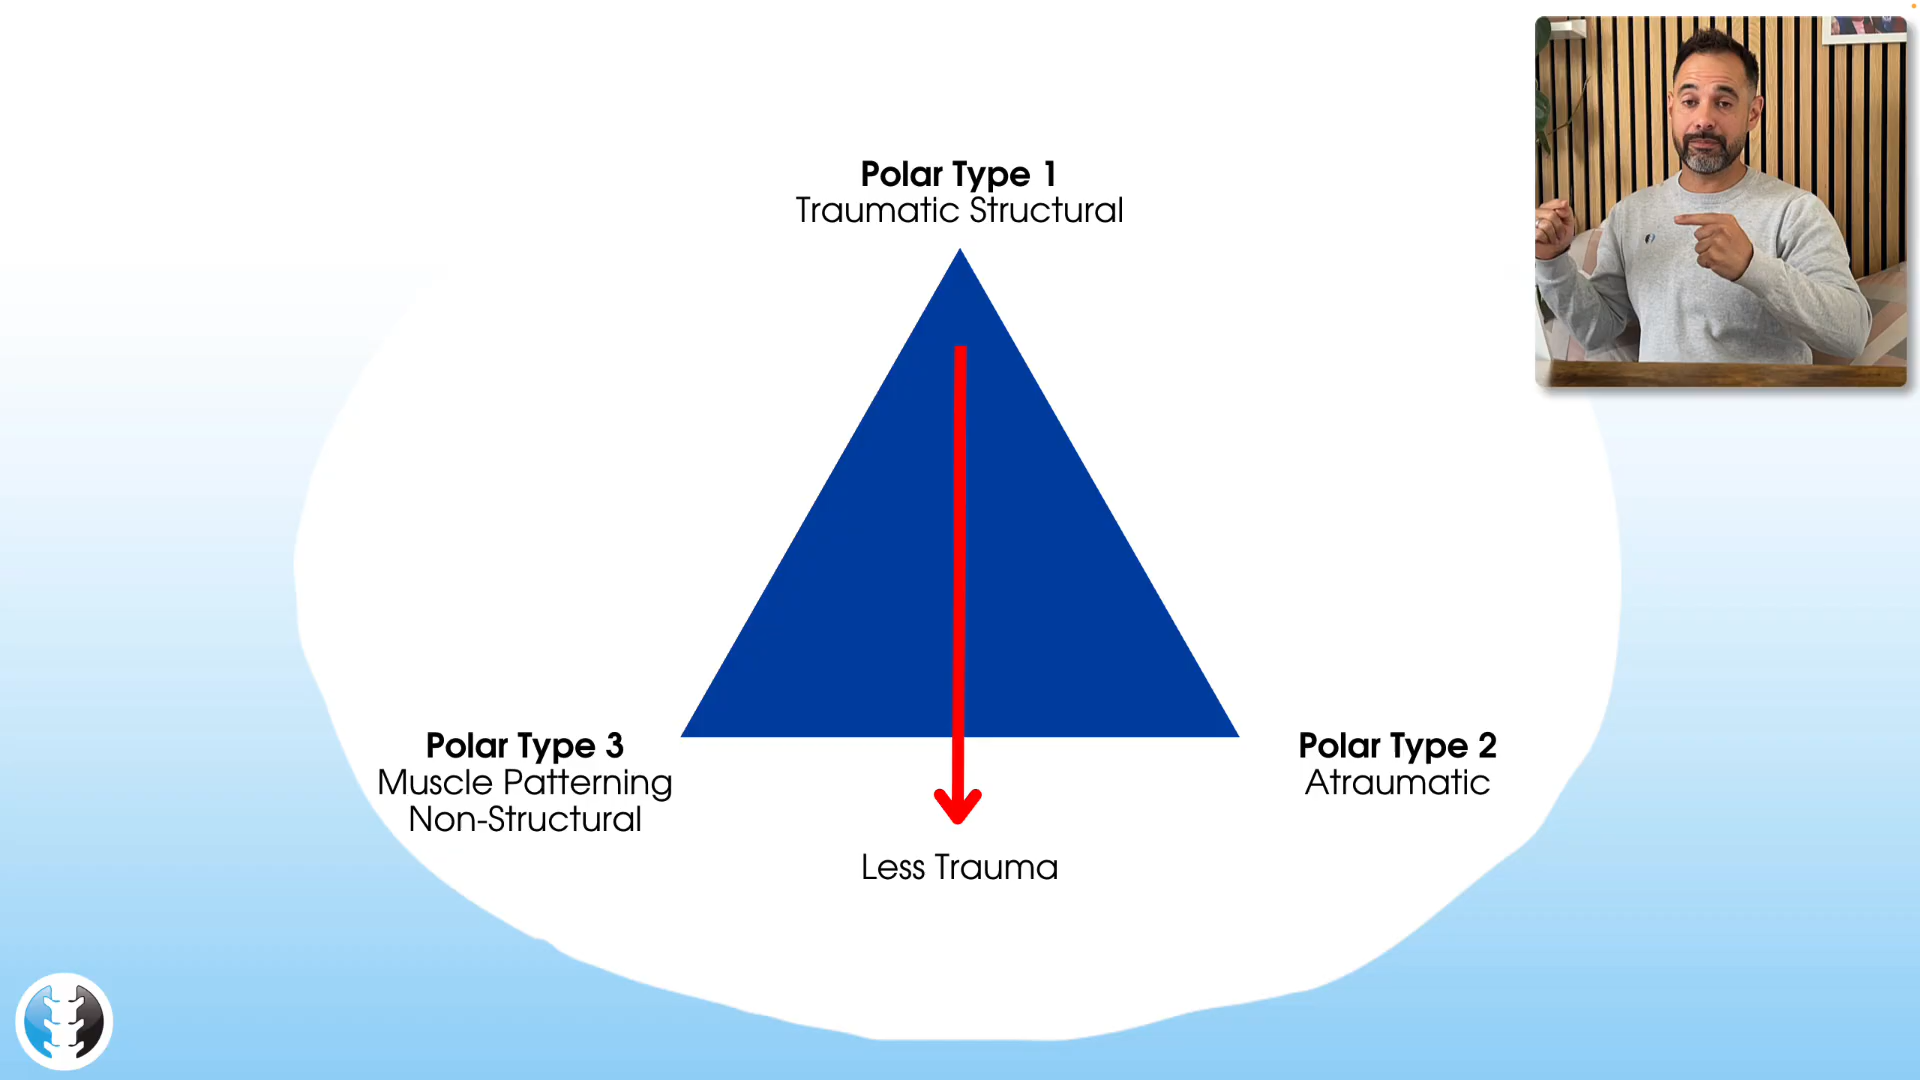 Polar Type 1
Traumatic Structural
Polar Type 3
Muscle Patterning
Non-Structural
Polar Type 2
Atraumatic
Less Trauma